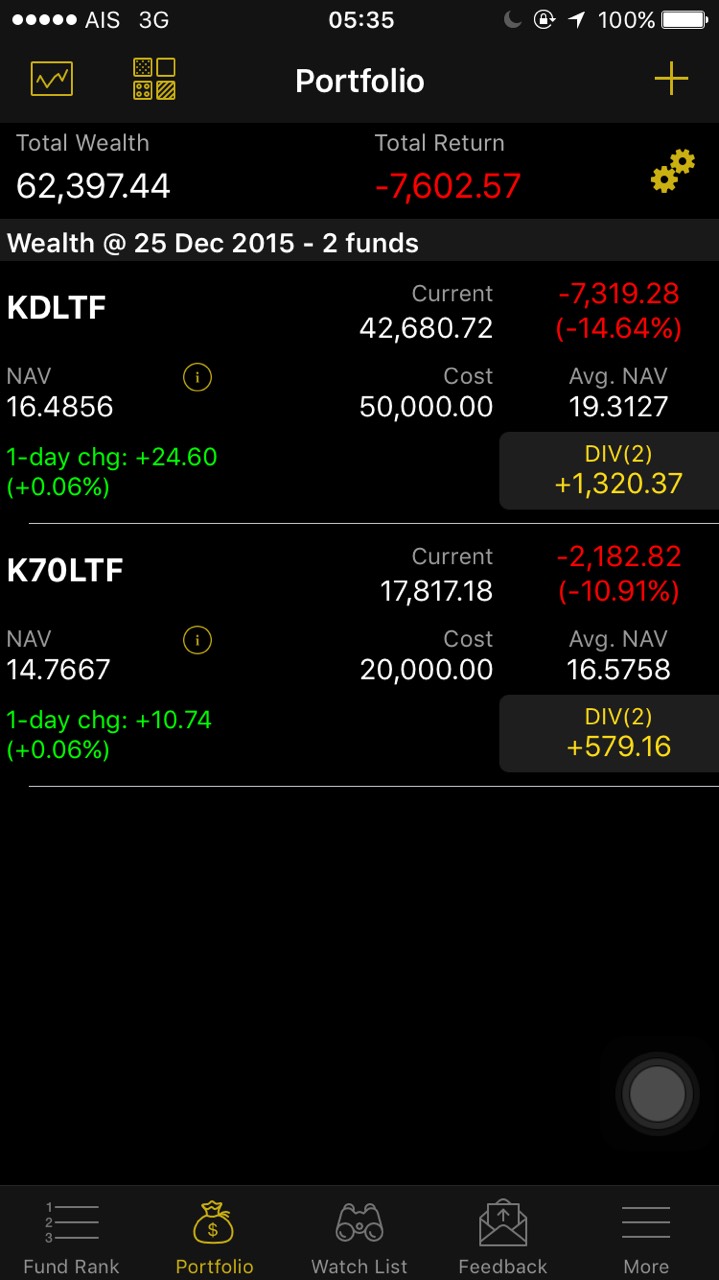 AIS 3G 05:35 100%
Portfolio
Total Wealth Total Return
62,397.44 -7,602.57
Wealth @ 25 Dec 2015 - 2 funds
KDLTF
Current -7,319.28
42,680.72 (-14.64%)
NAV i Cost Avg. NAV
16.4856 50,000.00 19.3127
1-day chg: +24.60
(+0.06%)
DIV(2)
+1,320.37
K70LTF
Current -2,182.82
17,817.18 (-10.91%)
NAV i Cost Avg. NAV
14.7667 20,000.00 16.5758
1-day chg: +10.74
(+0.06%)
DIV(2)
+579.16
1
2
3
$
Fund Rank Portfolio Watch List Feedback More